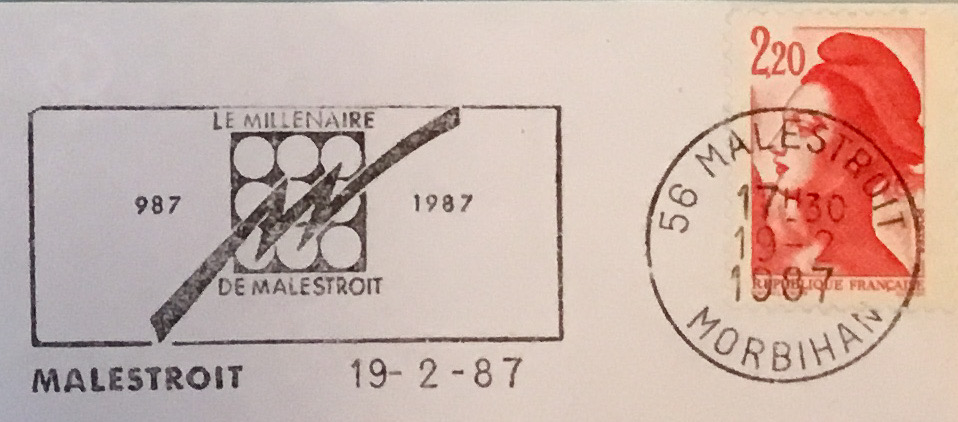 LE MILLENAIRE
987 1987
DE MALESTROIT
MALESTROIT 19-2-87
2,20
56 MALESTROIT
17H30
19-2
1987
MORBIHAN
REPUBLIQUE FRANÇAISE